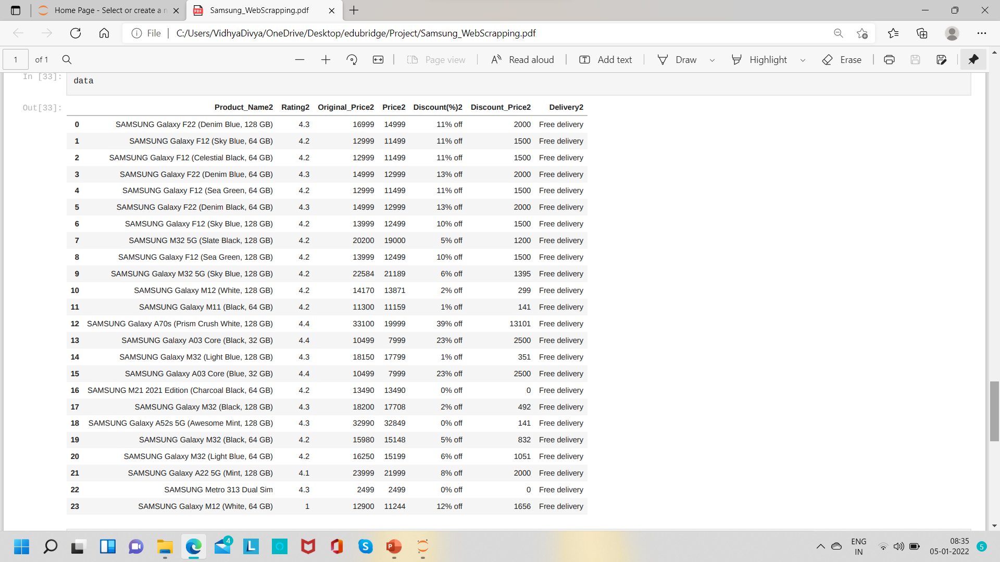 Home Page - Select or create a n
Samsung_WebScrapping.pdf
File
C:/Users/VidhyaDivya/OneDrive/Desktop/edubridge/Project/Samsung_WebScrapping.pdf
1 of 1 Page view Read aloud Add text Draw Highlight Erase
In [33]: data
Out[33]:
Product_Name2 Rating2 Original_Price2 Price2 Discount(%)2 Discount_Price2 Delivery2
0 SAMSUNG Galaxy F22 (Denim Blue, 128 GB) 4.3 16999 14999 11% off 2000 Free delivery
1 SAMSUNG Galaxy F12 (Sky Blue, 64 GB) 4.2 12999 11499 11% off 1500 Free delivery
2 SAMSUNG Galaxy F12 (Celestial Black, 64 GB) 4.2 12999 11499 11% off 1500 Free delivery
3 SAMSUNG Galaxy F22 (Denim Blue, 64 GB) 4.3 14999 12999 13% off 2000 Free delivery
4 SAMSUNG Galaxy F12 (Sea Green, 64 GB) 4.2 12999 11499 11% off 1500 Free delivery
5 SAMSUNG Galaxy F22 (Denim Black, 64 GB) 4.3 14999 12999 13% off 2000 Free delivery
6 SAMSUNG Galaxy F12 (Sky Blue, 128 GB) 4.2 13999 12499 10% off 1500 Free delivery
7 SAMSUNG M32 5G (Slate Black, 128 GB) 4.2 20200 19000 5% off 1200 Free delivery
8 SAMSUNG Galaxy F12 (Sea Green, 128 GB) 4.2 13999 12499 10% off 1500 Free delivery
9 SAMSUNG Galaxy M32 5G (Sky Blue, 128 GB) 4.2 22584 21189 6% off 1395 Free delivery
10 SAMSUNG Galaxy M12 (White, 128 GB) 4.2 14170 13871 2% off 299 Free delivery
11 SAMSUNG Galaxy M11 (Black, 64 GB) 4.2 11300 11159 1% off 141 Free delivery
12 SAMSUNG Galaxy A70s (Prism Crush White, 128 GB) 4.4 33100 19999 39% off 13101 Free delivery
13 SAMSUNG Galaxy A03 Core (Black, 32 GB) 4.4 10499 7999 23% off 2500 Free delivery
14 SAMSUNG Galaxy M32 (Light Blue, 128 GB) 4.3 18150 17799 1% off 351 Free delivery
15 SAMSUNG Galaxy A03 Core (Blue, 32 GB) 4.4 10499 7999 23% off 2500 Free delivery
16 SAMSUNG M21 2021 Edition (Charcoal Black, 64 GB) 4.2 13490 13490 0% off 0 Free delivery
17 SAMSUNG Galaxy M32 (Black, 128 GB) 4.3 18200 17708 2% off 492 Free delivery
18 SAMSUNG Galaxy A52s 5G (Awesome Mint, 128 GB) 4.3 32990 32849 0% off 141 Free delivery
19 SAMSUNG Galaxy M32 (Black, 64 GB) 4.2 15980 15148 5% off 832 Free delivery
20 SAMSUNG Galaxy M32 (Light Blue, 64 GB) 4.2 16250 15199 6% off 1051 Free delivery
21 SAMSUNG Galaxy A22 5G (Mint, 128 GB) 4.1 23999 21999 8% off 2000 Free delivery
22 SAMSUNG Metro 313 Dual Sim 4.3 2499 2499 0% off 0 Free delivery
23 SAMSUNG Galaxy M12 (White, 64 GB) 1 12900 11244 12% off 1656 Free delivery
4
ENG
IN
08:35
05-01-2022
5